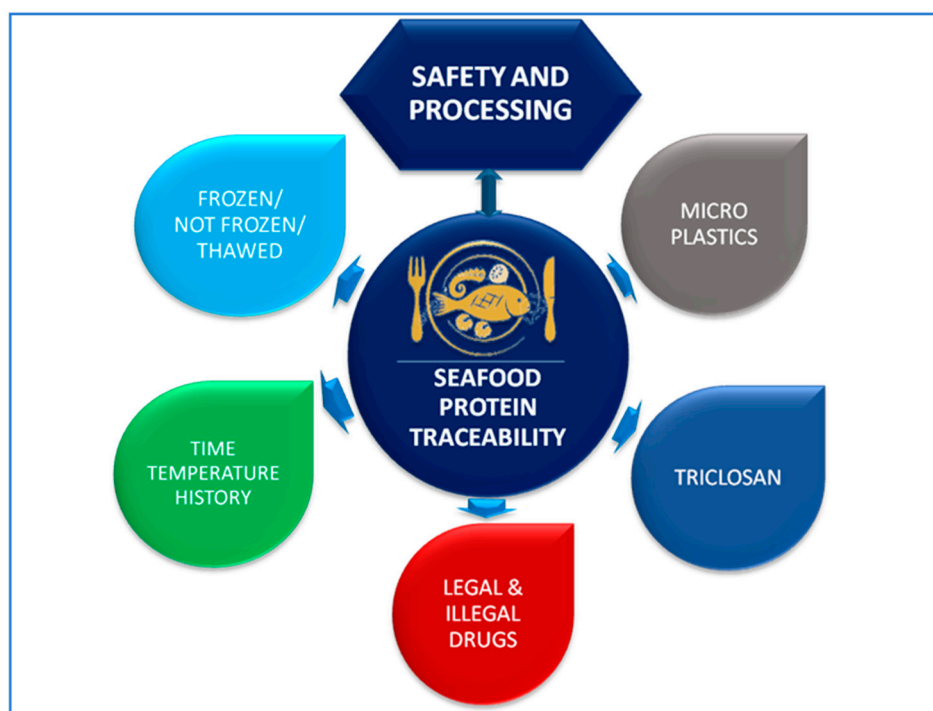 SAFETY AND
PROCESSING
FROZEN/
NOT FROZEN/
THAWED
MICRO
PLASTICS
SEAFOOD
PROTEIN
TRACEABILITY
TIME
TEMPERATURE
HISTORY
TRICLOSAN
LEGAL &
ILLEGAL
DRUGS